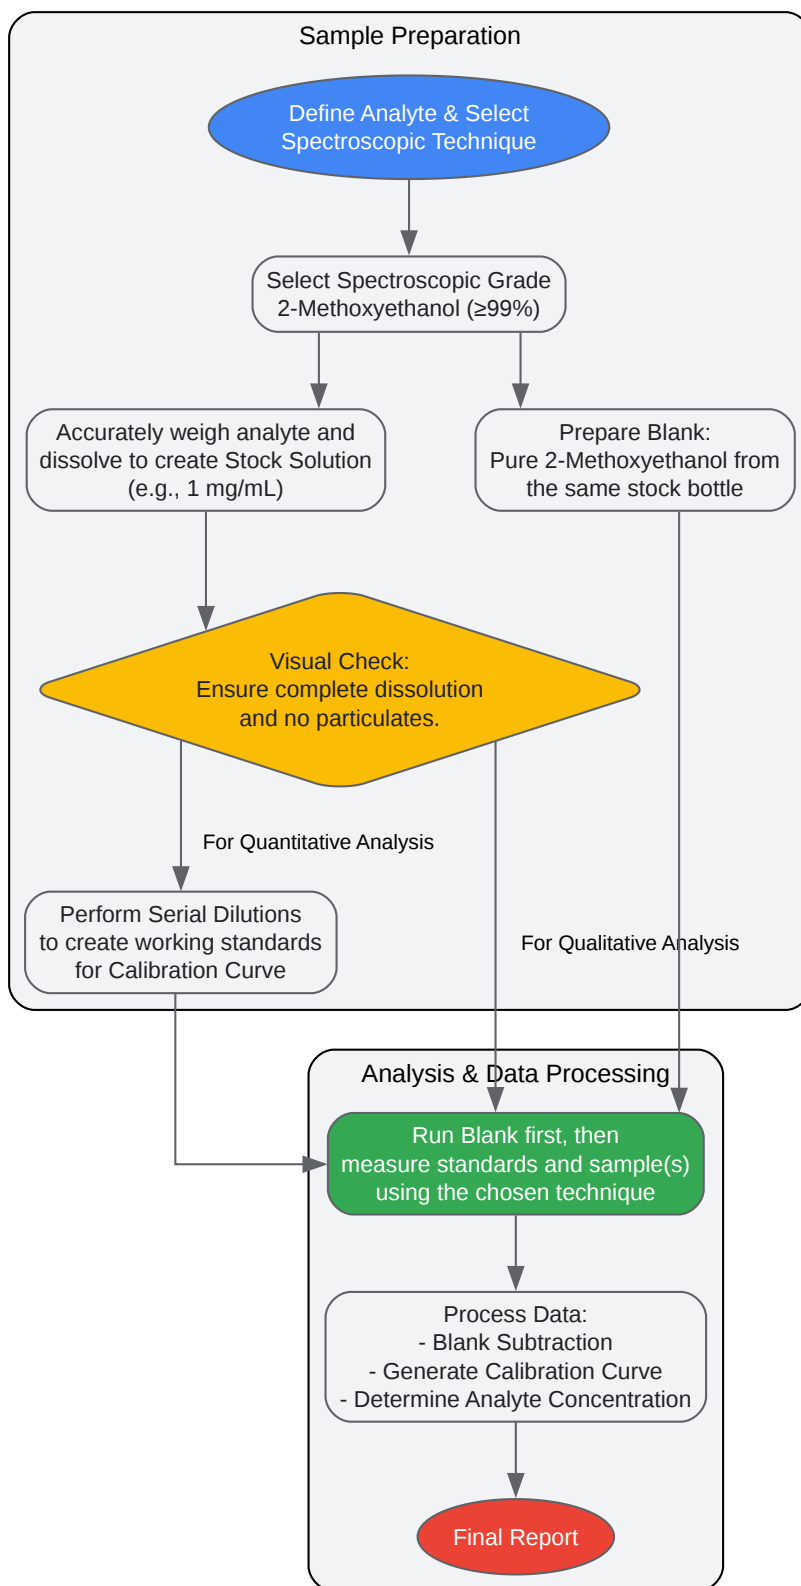 Sample Preparation
Define Analyte & Select
Spectroscopic Technique
Select Spectroscopic Grade
2-Methoxyethanol (≥99%)
Accurately weigh analyte and
dissolve to create Stock Solution
(e.g., 1 mg/mL)
Prepare Blank:
Pure 2-Methoxyethanol from
the same stock bottle
Visual Check:
Ensure complete dissolution
and no particulates.
For Quantitative Analysis
Perform Serial Dilutions
to create working standards
for Calibration Curve
For Qualitative Analysis
Analysis & Data Processing
Run Blank first, then
measure standards and sample(s)
using the chosen technique
Process Data:
- Blank Subtraction
- Generate Calibration Curve
- Determine Analyte Concentration
Final Report